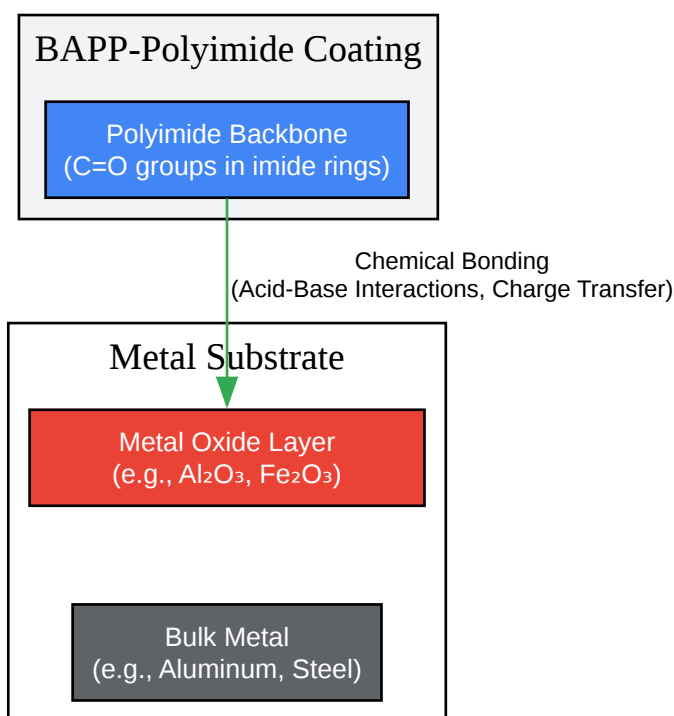 BAPP-Polyimide Coating
Polyimide Backbone
(C=O groups in imide rings)
Chemical Bonding
(Acid-Base Interactions, Charge Transfer)
Metal Substrate
Metal Oxide Layer
(e.g., Al₂O₃, Fe₂O₃)
Bulk Metal
(e.g., Aluminum, Steel)